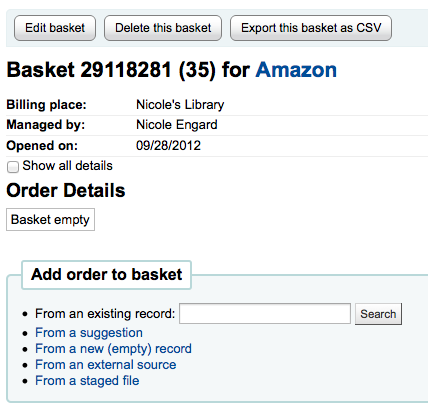 Edit basket Delete this basket Export this basket as CSV
Basket 29118281 (35) for Amazon
Billing place: Nicole's Library
Managed by: Nicole Engard
Opened on: 09/28/2012
Show all details
Order Details
Basket empty
Add order to basket
From an existing record: Search
From a suggestion
From a new (empty) record
From an external source
From a staged file